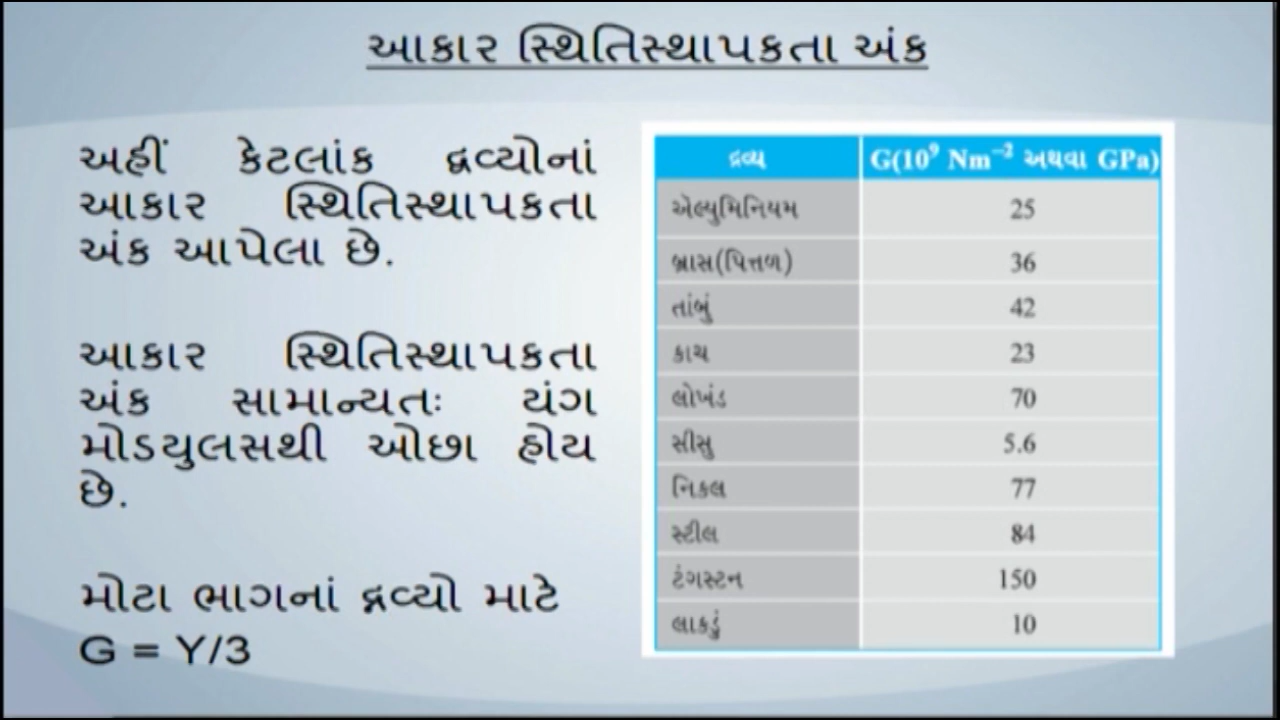 આકાર સ્થિતિસ્થાપકતા અંક
અહીં કેટલાંક દ્રવ્યોનાં
આકાર સ્થિતિસ્થાપકતા
અંક આપેલા છે.
આકાર સ્થિતિસ્થાપકતા
અંક સામાન્યતઃ યંગ
મોડયુલસથી ઓછા હોય
છે.
મોટા ભાગનાં દ્રવ્યો માટે
G = Y/3
દ્રવ્ય G(10⁹ Nm⁻² અથવા GPa)
એલ્યુમિનિયમ 25
બ્રાસ(પિત્તળ) 36
તાંબું 42
કાચ 23
લોખંડ 70
સીસુ 5.6
નિકલ 77
સ્ટીલ 84
ટંગસ્ટન 150
લાકડું 10